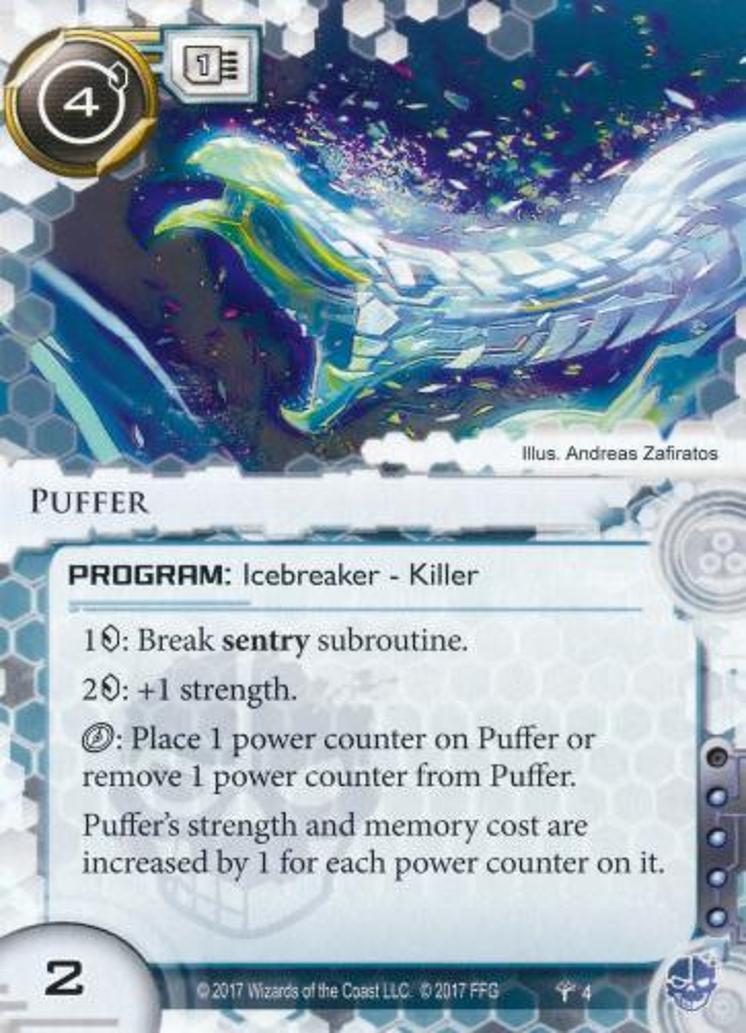 4
1
Illus. Andreas Zafiratos
PUFFER
PROGRAM: Icebreaker - Killer
1: Break sentry subroutine.
2: +1 strength.
: Place 1 power counter on Puffer or
remove 1 power counter from Puffer.
Puffer's strength and memory cost are
increased by 1 for each power counter on it.
2
© 2017 Wizards of the Coast LLC. © 2017 FFG
4